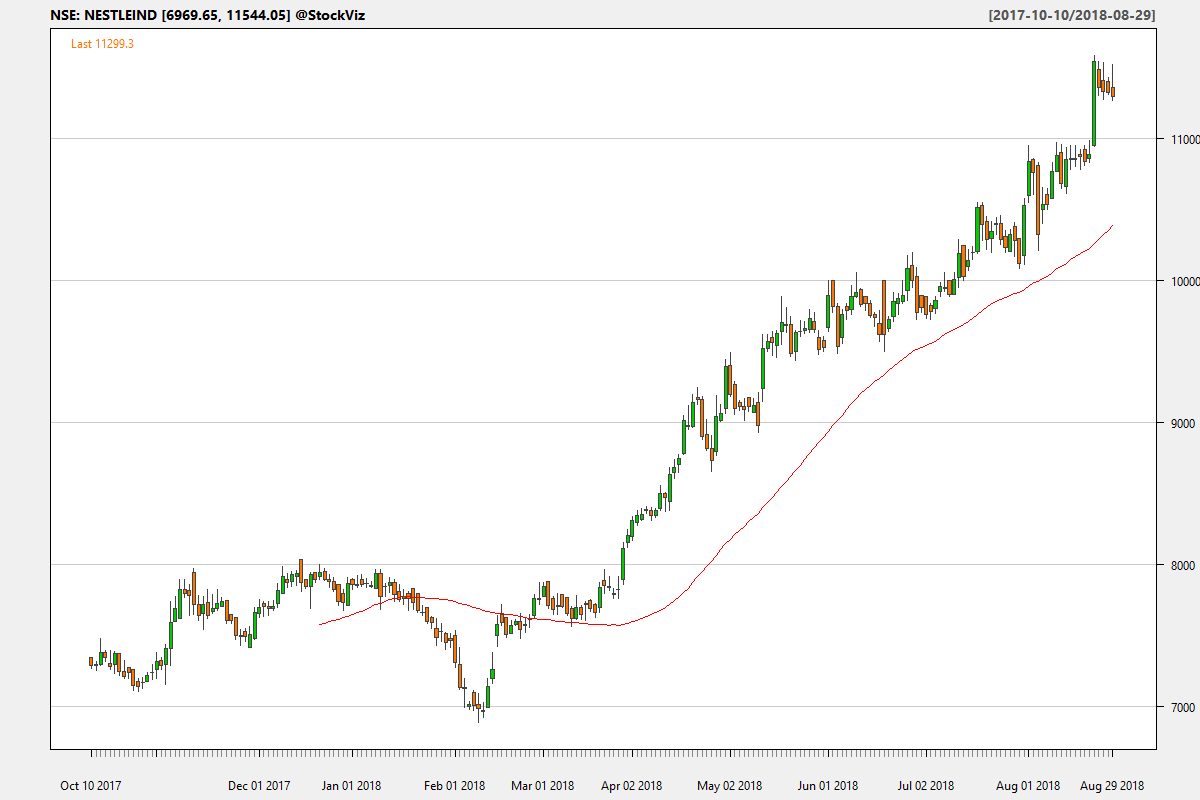 NSE: NESTLEIND [6969.65, 11544.05] @StockViz
[2017-10-10/2018-08-29]
Last 11299.3
11000
10000
9000
8000
7000
Oct 10 2017
Dec 01 2017
Jan 01 2018
Feb 01 2018
Mar 01 2018
Apr 02 2018
May 02 2018
Jun 01 2018
Jul 02 2018
Aug 01 2018
Aug 29 2018